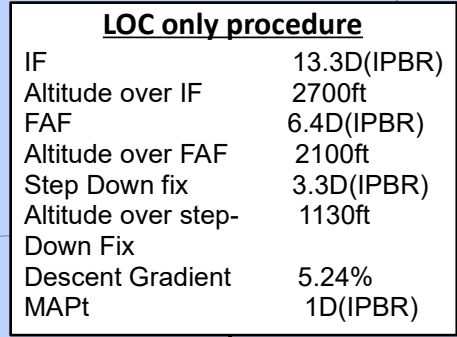 LOC only procedure
IF 13.3D(IPBR)
Altitude over IF 2700ft
FAF 6.4D(IPBR)
Altitude over FAF 2100ft
Step Down fix 3.3D(IPBR)
Altitude over step- 1130ft
Down Fix
Descent Gradient 5.24%
MAPt 1D(IPBR)